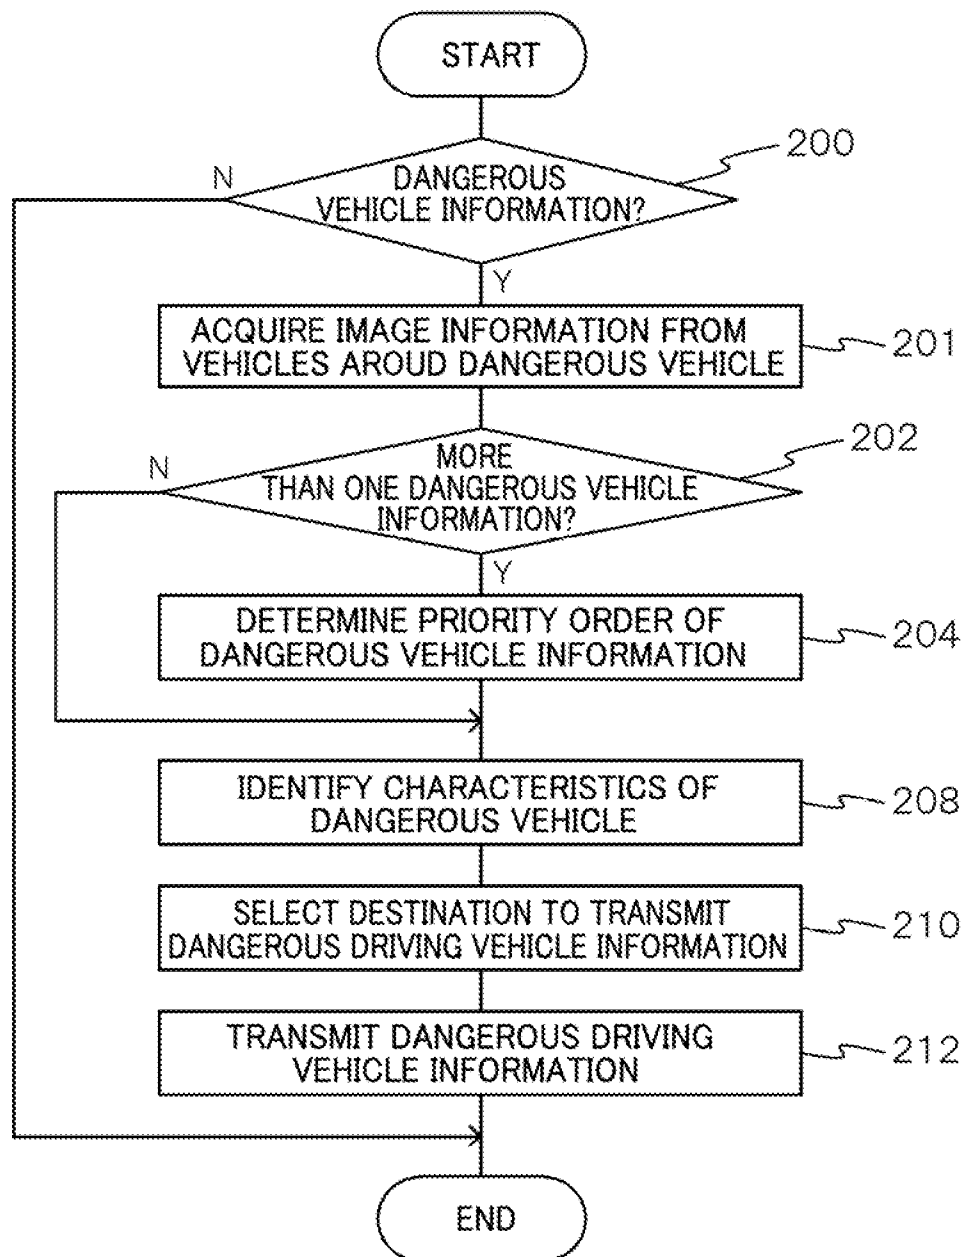 START
200
N
DANGEROUS
VEHICLE INFORMATION?
Y
ACQUIRE IMAGE INFORMATION FROM
VEHICLES AROUD DANGEROUS VEHICLE
201
202
N
MORE
THAN ONE DANGEROUS VEHICLE
INFORMATION?
Y
DETERMINE PRIORITY ORDER OF
DANGEROUS VEHICLE INFORMATION
204
IDENTIFY CHARACTERISTICS OF
DANGEROUS VEHICLE
208
SELECT DESTINATION TO TRANSMIT
DANGEROUS DRIVING VEHICLE INFORMATION
210
TRANSMIT DANGEROUS DRIVING
VEHICLE INFORMATION
212
END